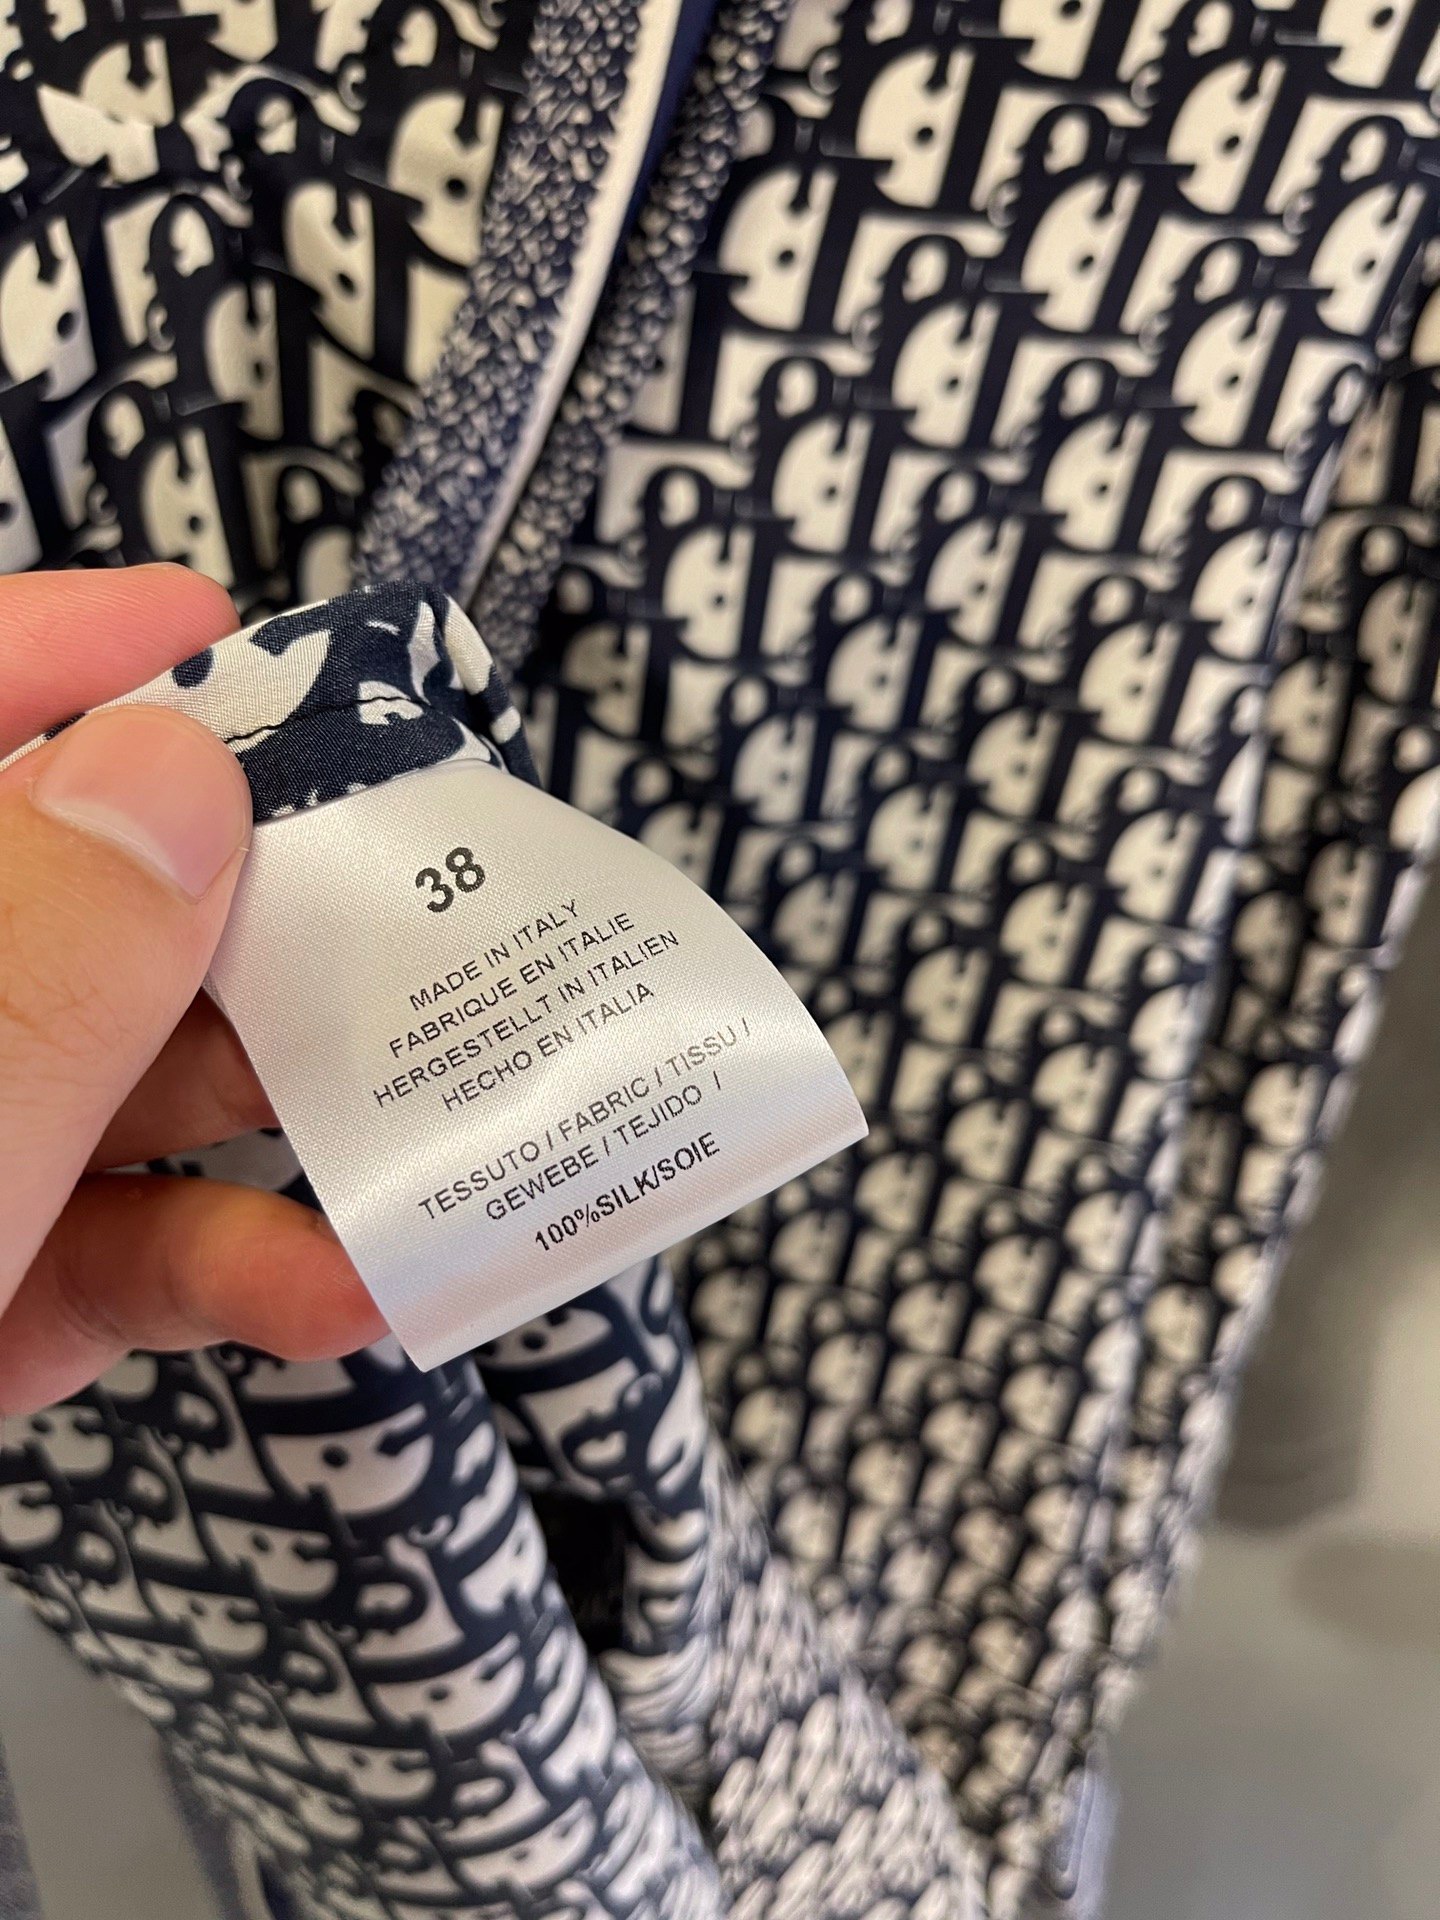 38
MADE IN ITALY
FABRIQUE EN ITALIE
HERGESTELLT IN ITALIEN
HECHO EN ITALIA
TESSUTO / FABRIC / TISSU /
GEWEBE / TEJIDO /
100%SILK/SOIE